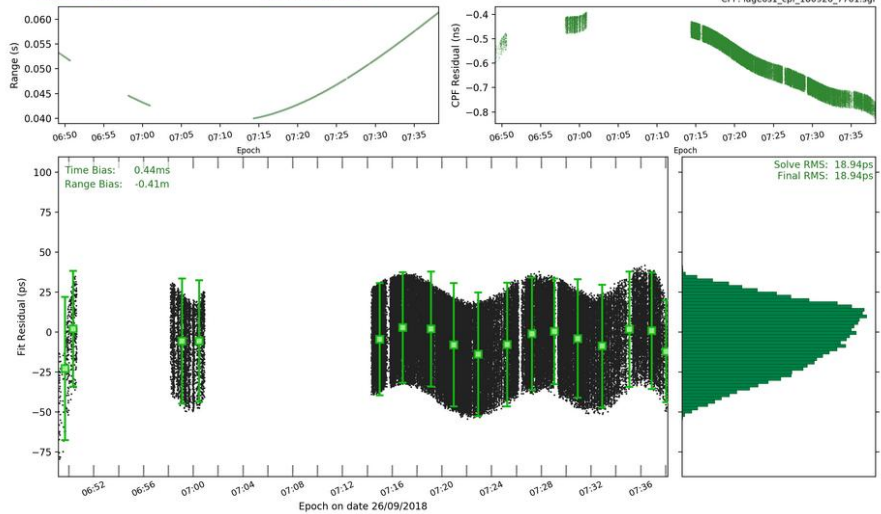 CPF: lageos1_cpf_180926_7701.sgf
0.060
0.055
0.050
0.045
0.040
Range (s)
06:50 06:55 07:00 07:05 07:10 07:15 07:20 07:25 07:30 07:35
Epoch
−0.4
−0.5
−0.6
−0.7
−0.8
CPF Residual (ns)
06:50 06:55 07:00 07:05 07:10 07:15 07:20 07:25 07:30 07:35
Epoch
100
75
50
25
0
−25
−50
−75
Fit Residual (ps)
Time Bias: 0.44ms
Range Bias: -0.41m
06:52 06:56 07:00 07:04 07:08 07:12 07:16 07:20 07:24 07:28 07:32 07:36
Epoch on date 26/09/2018
Solve RMS: 18.94ps
Final RMS: 18.94ps